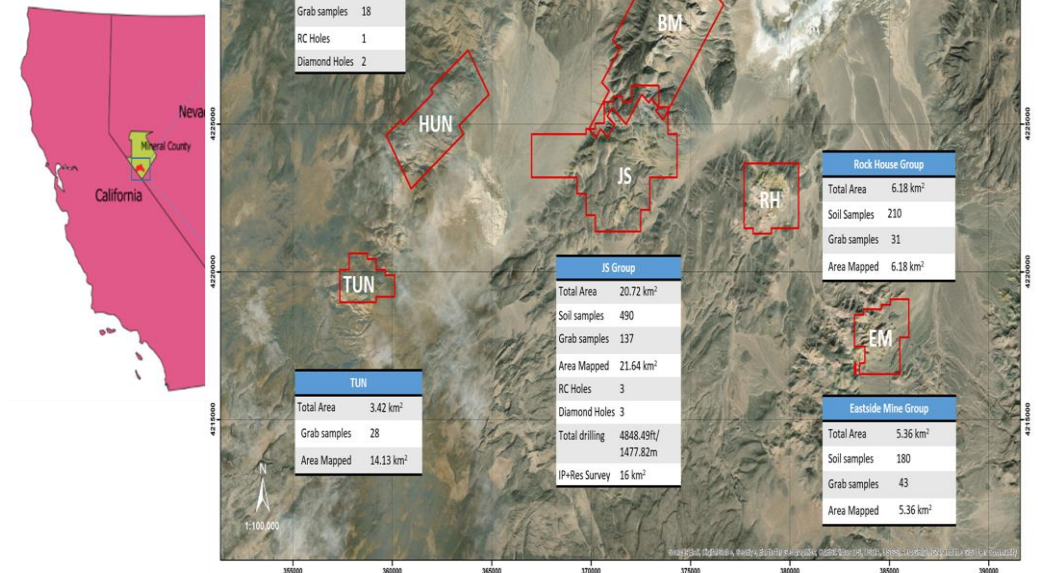 Neva
Mineral County
California
Grab samples 18
RC Holes 1
Diamond Holes 2
BM
HUN
JS
RH
TUN
EM
Rock House Group
Total Area 6.18 km²
Soil Samples 210
Grab samples 31
Area Mapped 6.18 km²
JS Group
Total Area 20.72 km²
Soil samples 490
Grab samples 137
Area Mapped 21.64 km²
RC Holes 3
Diamond Holes 3
Total drilling 4848.49ft/
1477.82m
IP+Res Survey 16 km²
TUN
Total Area 3.42 km²
Grab samples 28
Area Mapped 14.13 km²
Eastside Mine Group
Total Area 5.36 km²
Soil samples 180
Grab samples 43
Area Mapped 5.36 km²
N
1:100,000
4225000
4220000
4215000
4225000
4220000
4215000
355000
360000
365000
370000
375000
380000
385000
390000